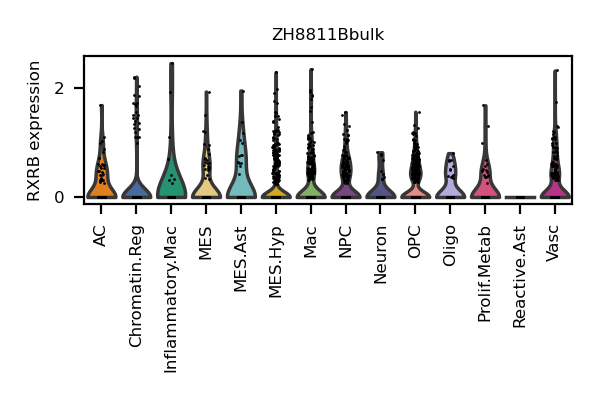 ZH8811Bbulk
RXRB expression
2
0
AC
Chromatin.Reg
Inflammatory.Mac
MES
MES.Ast
MES.Hyp
Mac
NPC
Neuron
OPC
Oligo
Prolif.Metab
Reactive.Ast
Vasc